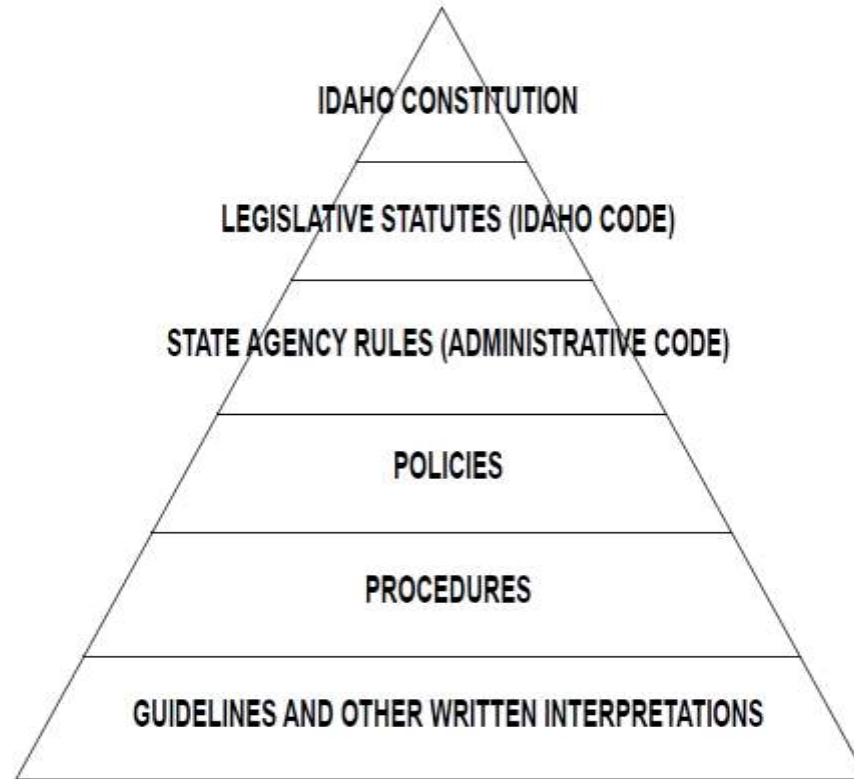 IDAHO CONSTITUTION
LEGISLATIVE STATUTES (IDAHO CODE)
STATE AGENCY RULES (ADMINISTRATIVE CODE)
POLICIES
PROCEDURES
GUIDELINES AND OTHER WRITTEN INTERPRETATIONS